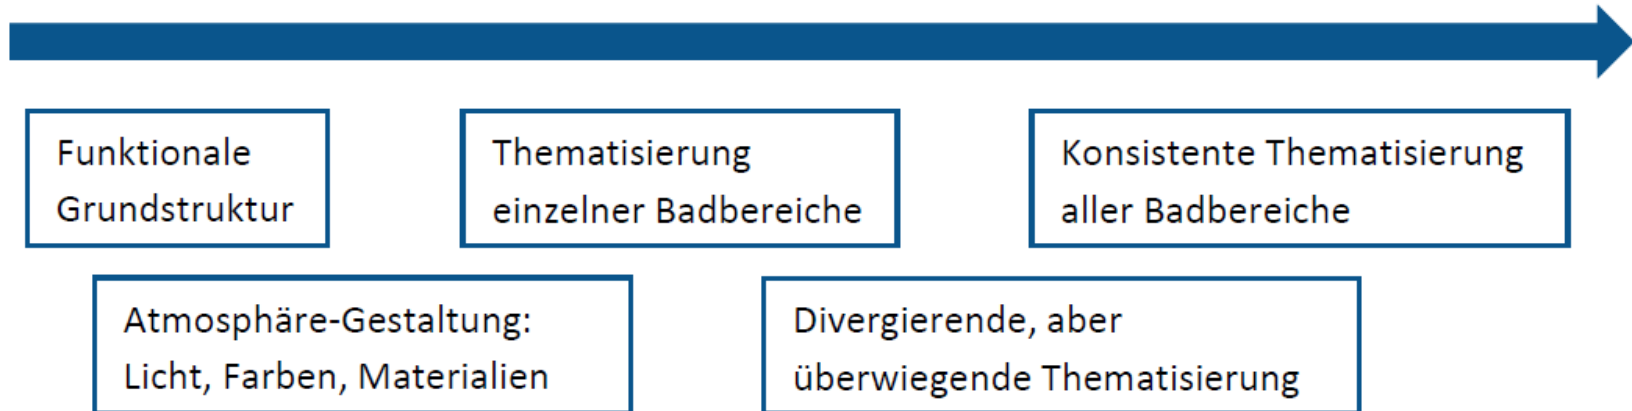 Funktionale
Grundstruktur
Thematisierung
einzelner Badbereiche
Konsistente Thematisierung
aller Badbereiche
Atmosphäre-Gestaltung:
Licht, Farben, Materialien
Divergierende, aber
überwiegende Thematisierung